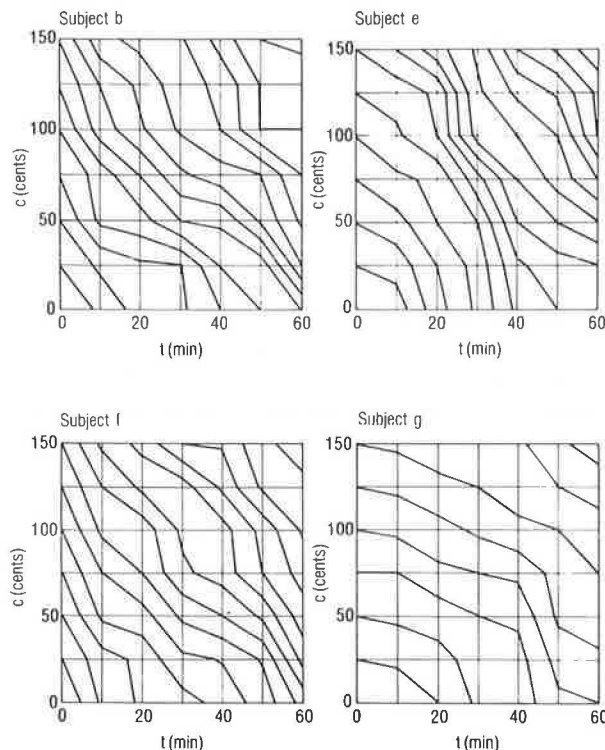 Subject b
Subject e
150
100
50
0
c (cents)
0 20 40 60
t (min)
150
100
50
0
c (cents)
0 20 40 60
t (min)
Subject f
Subject g
150
100
50
0
c (cents)
0 20 40 60
t (min)
150
100
50
0
c (cents)
0 20 40 60
t (min)